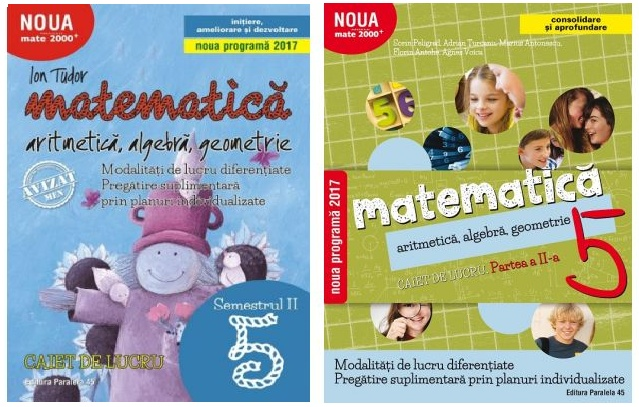 NOUA
mate 2000+
inițiere,
ameliorare și dezvoltare
noua programă 2017
Ion Tudor
matematică
aritmetică, algebră, geometrie
Modalități de lucru diferențiate
Pregătire suplimentară
prin planuri individualizate
AVIZAT
MEN
Semestrul II
5
CAIET DE LUCRU
Editura Paralela 45
NOUA
mate 2000+
consolidare
și aprofundare
Sorin Peligrad, Adrian Țurcanu, Marius Antonescu,
Florin Antohe, Agnes Voica
5
noua programă 2017
matematică
aritmetică, algebră, geometrie
5
CAIET DE LUCRU. Partea a II-a
Modalități de lucru diferențiate
Pregătire suplimentară prin planuri individualizate
Editura Paralela 45